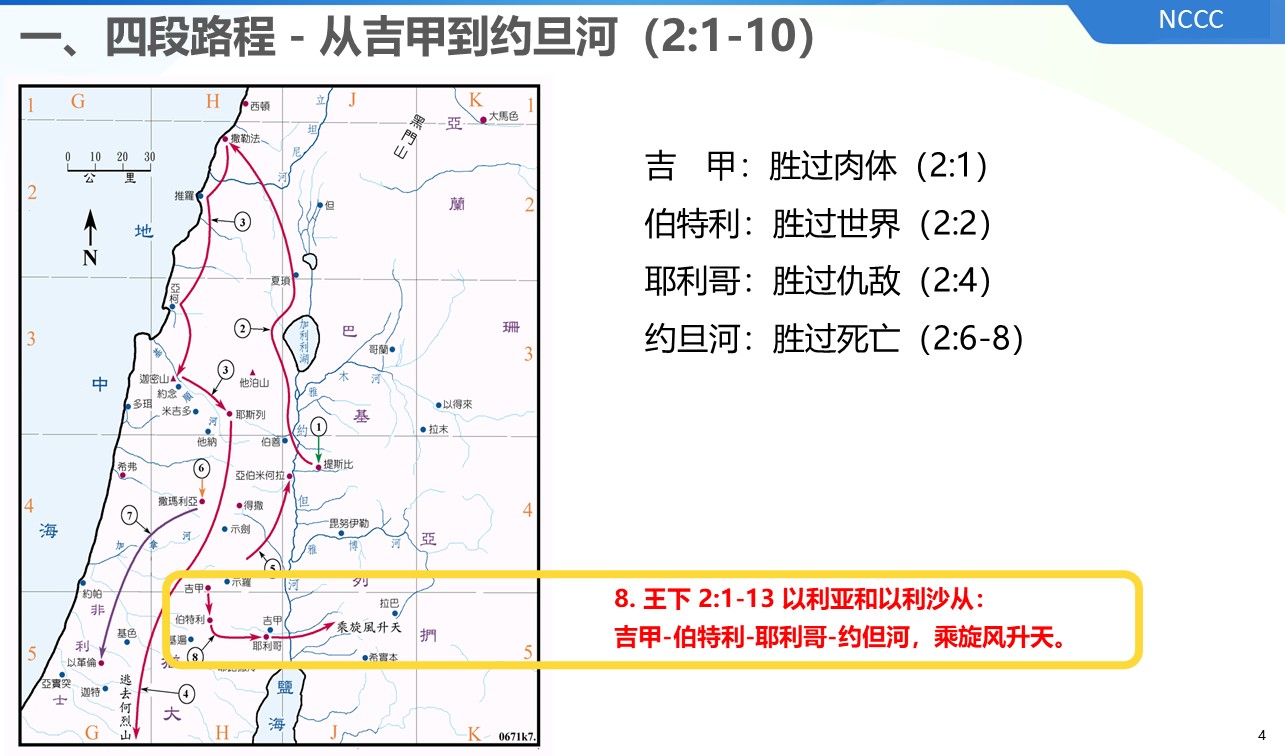 NCCC
一、四段路程 - 从吉甲到约旦河（2:1-10）
吉　甲：胜过肉体（2:1）
伯特利：胜过世界（2:2）
耶利哥：胜过仇敌（2:4）
约旦河：胜过死亡（2:6-8）
1 G H J K 1
西頓
大馬色
亞
立
坦
尼
河
黑門山
撒勒法
0 10 20 30
公 里
2
推羅
但
蘭
2
3
地
N
夏瑣
亞柯
3
2
加利利湖
巴
珊
3
哥蘭
迦密山
3
他泊山
木 河
雅
中
約念
順
基
多珥
米吉多
耶斯列
以得來
河
他納
約
1
拉末
伯善
希弗
6
亞伯米何拉
提斯比
4
撒瑪利亞
得撒
但
4
7
海
示劍
毘努伊勒
加 拿 河
雅 博 河
亞
5
約帕
吉甲
示羅
河
列
非
伯特利
吉甲
拉巴
乘旋風升天
8. 王下 2:1-13 以利亚和以利沙从：
吉甲-伯特利-耶利哥-约但河，乘旋风升天。
基色
基遍
耶利哥
捫
5
利
8
希實本
5
以革倫
亞實突
迦特
逃去何烈山
4
鹽
士
大
海
G H J K
0671k7.
4